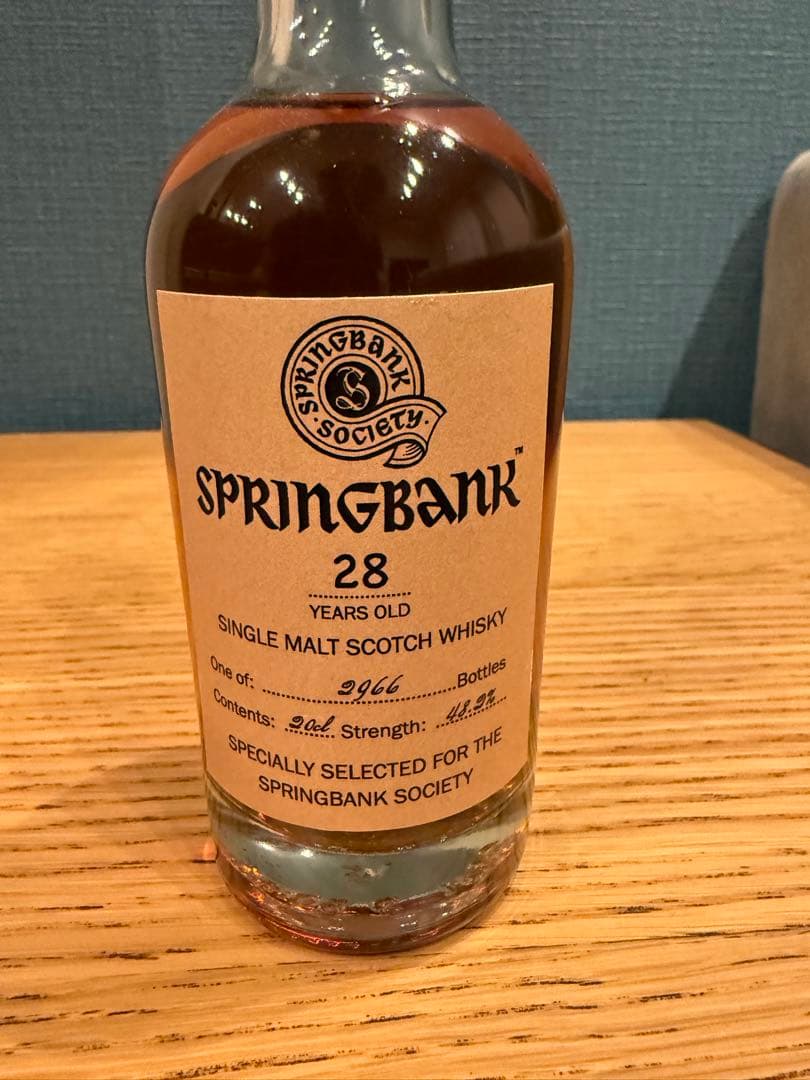 SPRINGBANK
· SOCIETY ·
S
SPRINGBANK™
28
YEARS OLD
SINGLE MALT SCOTCH WHISKY
One of: 2966 Bottles
Contents: 20cl Strength: 48.2%
SPECIALLY SELECTED FOR THE
SPRINGBANK SOCIETY